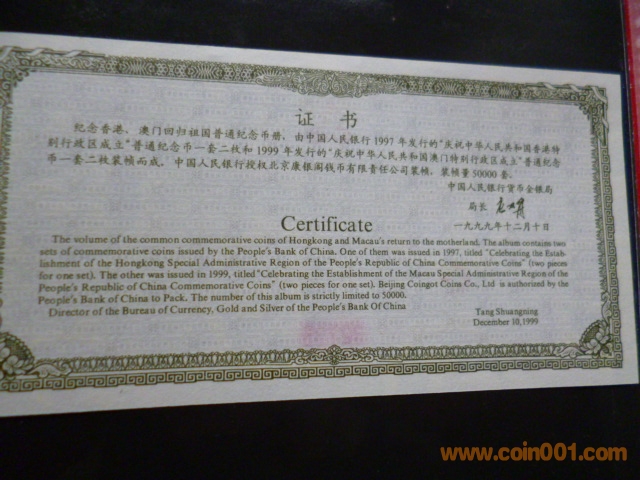 证 书
纪念香港、澳门回归祖国普通纪念币册，由中国人民银行1997年发行的“庆祝中华人民共和国香港特
别行政区成立”普通纪念币一套二枚和1999年发行的“庆祝中华人民共和国澳门特别行政区成立”普通纪念
币一套二枚装帧而成，中国人民银行授权北京康银阁钱币有限责任公司装帧，装帧量50000套。
中国人民银行货币金银局
局长
一九九九年十二月十日
Certificate
The volume of the common commemorative coins of Hongkong and Macau's return to the motherland. The album contains two
sets of commemorative coins issued by the People's Bank of China. One of them was issued in 1997, titled "Celebrating the Estab-
lishment of the Hongkong Special Administrative Region of the People's Republic of China Commemorative Coins" (two pieces
for one set). The other was issued in 1999, titled "Celebrating the Establishment of the Macau Special Administrative Region of the
People's Republic of China Commemorative Coins" (two pieces for one set). Beijing Coingot Coins Co., Ltd is authorized by the
People's Bank of China to Pack. The number of this album is strictly limited to 50000.
Director of the Bureau of Currency, Gold and Silver of the People's Bank Of China
Tang Shuangning
December 10, 1999
www.coin001.com